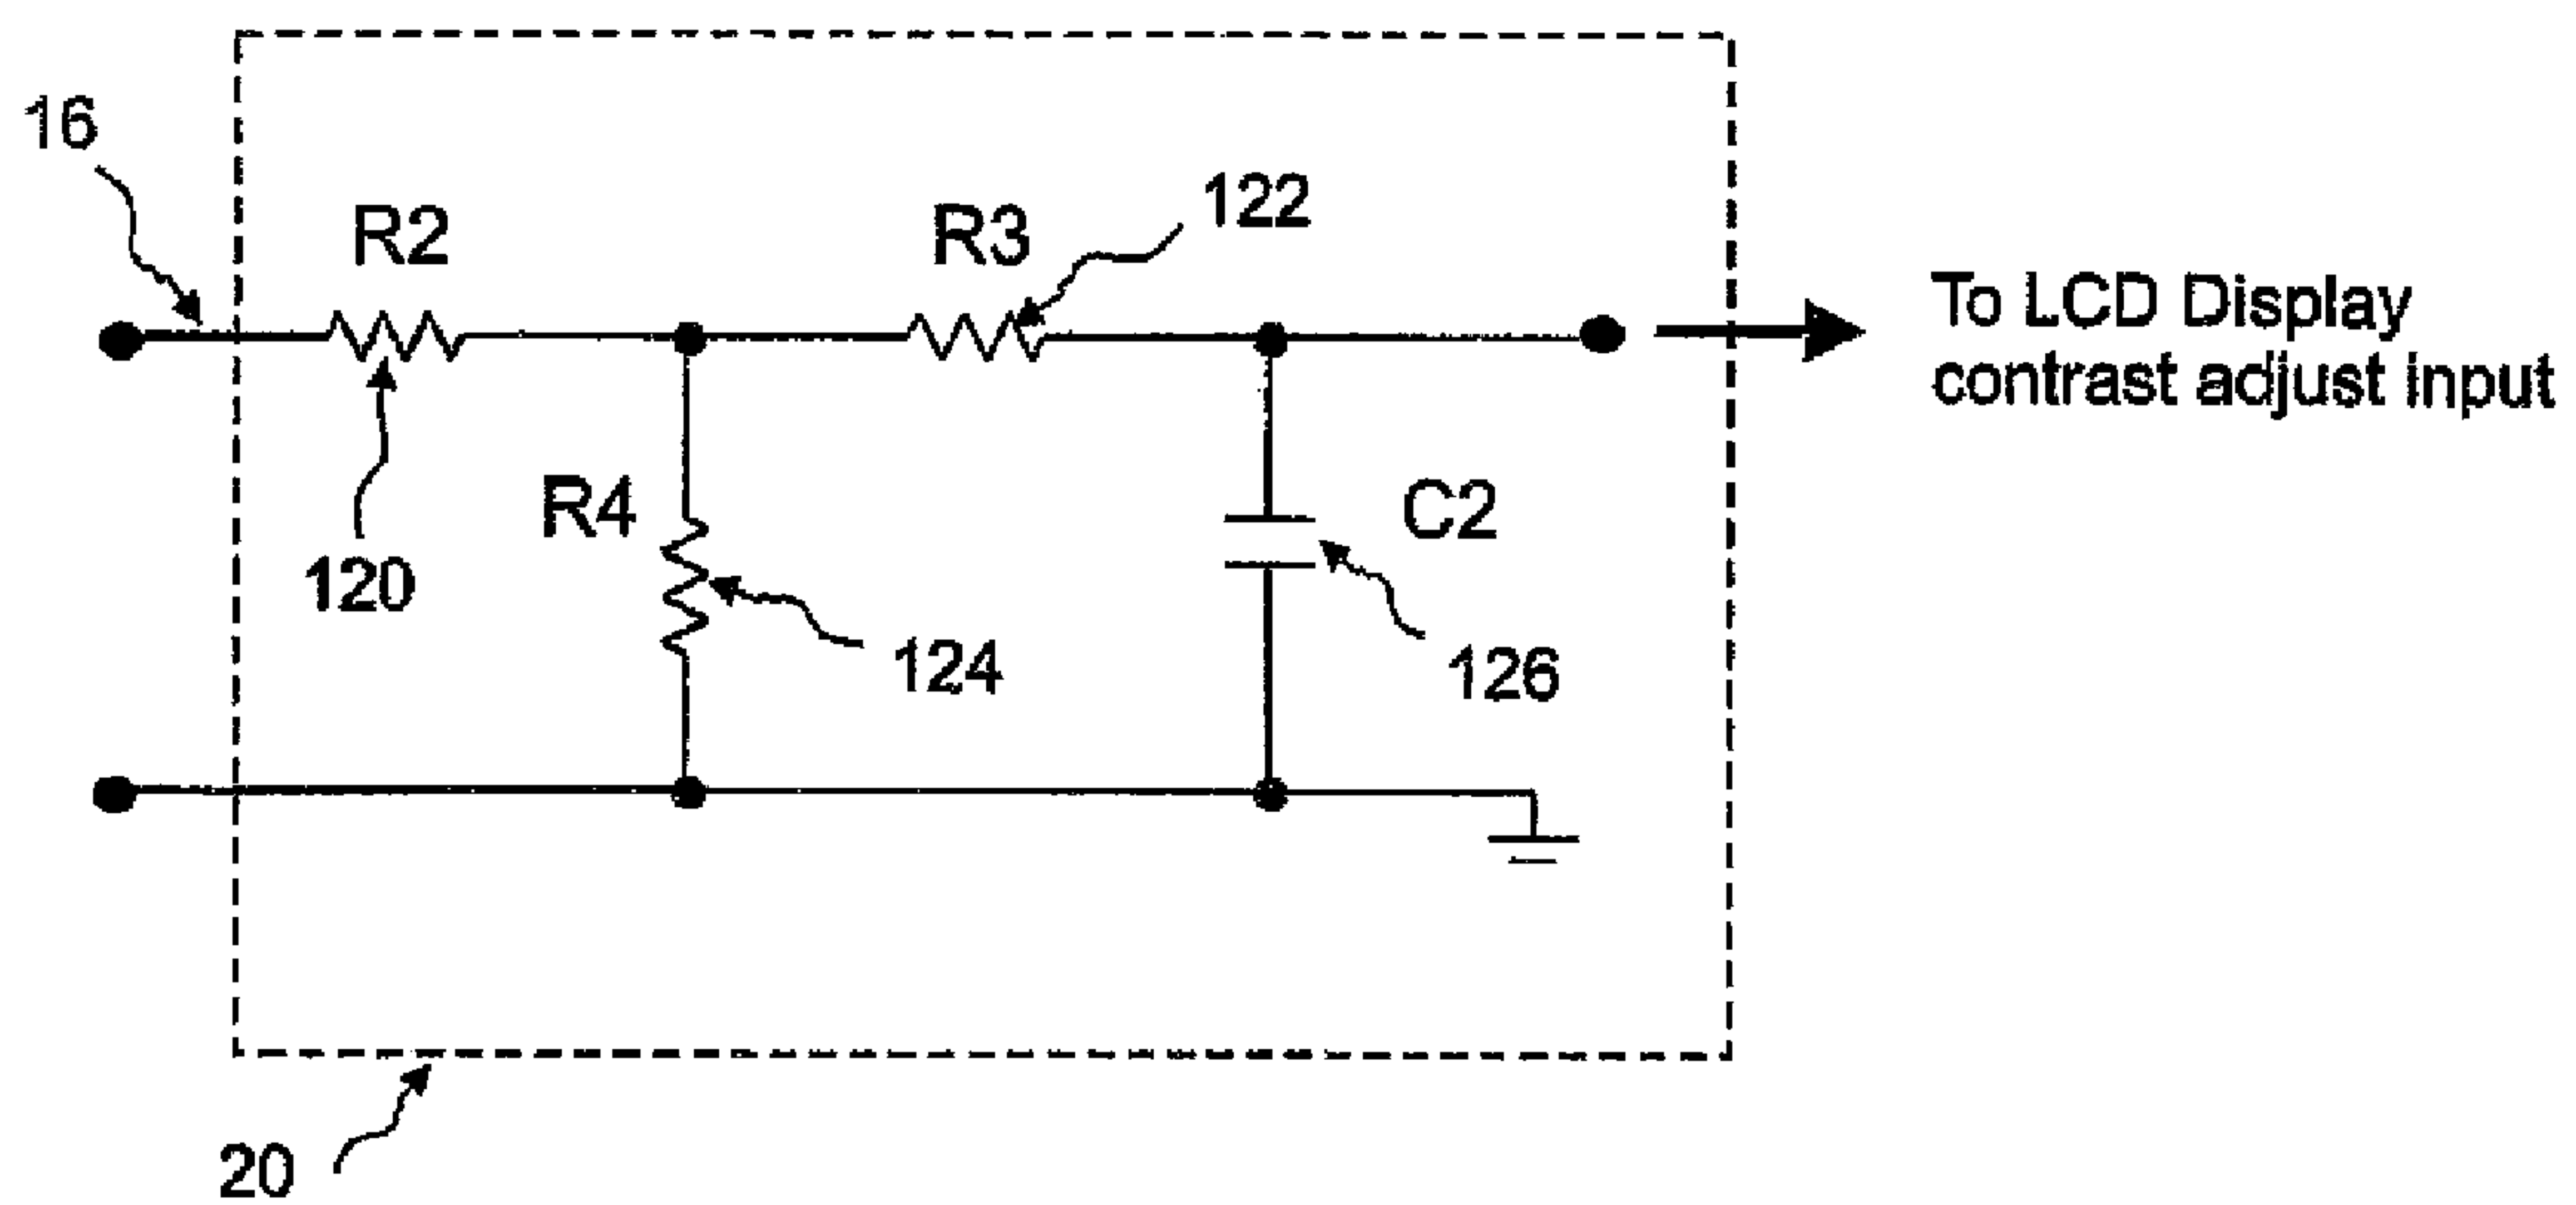 16
R2
R3
122
To LCD Display
contrast adjust input
R4
C2
120
124
126
20